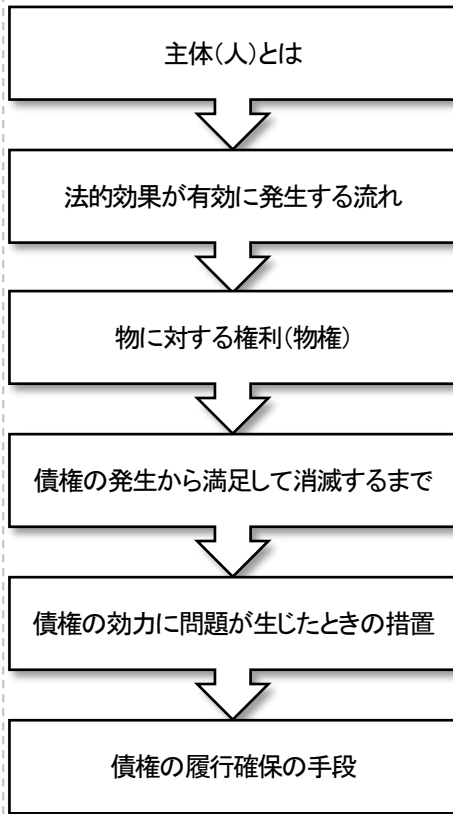 主体(人)とは
法的効果が有効に発生する流れ
物に対する権利(物権)
債権の発生から満足して消滅するまで
債権の効力に問題が生じたときの措置
債権の履行確保の手段